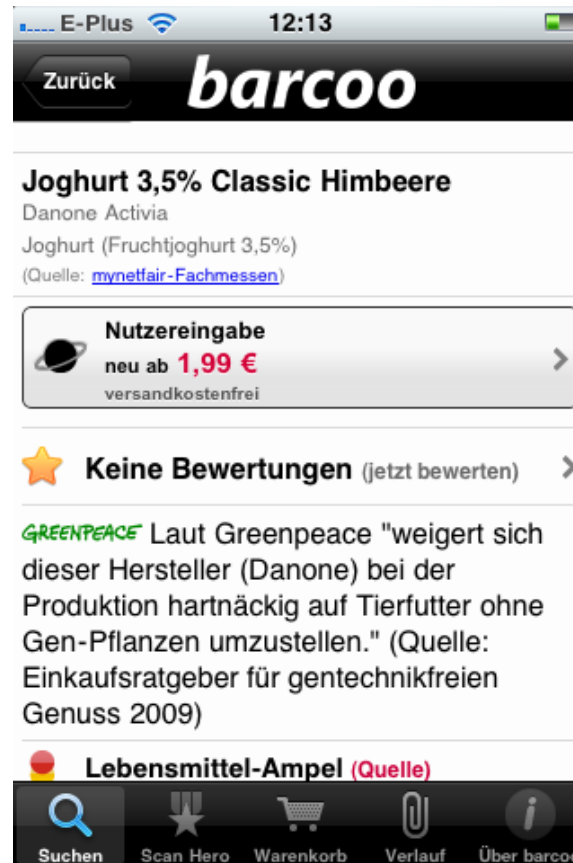 E-Plus 12:13
Zurück barcoo
Joghurt 3,5% Classic Himbeere
Danone Activia
Joghurt (Fruchtjoghurt 3,5%)
(Quelle: mynetfair-Fachmessen)
Nutzereingabe
neu ab 1,99 €
versandkostenfrei
Keine Bewertungen (jetzt bewerten)
GREENPEACE Laut Greenpeace "weigert sich
dieser Hersteller (Danone) bei der
Produktion hartnäckig auf Tierfutter ohne
Gen-Pflanzen umzustellen." (Quelle:
Einkaufsratgeber für gentechnikfreien
Genuss 2009)
Lebensmittel-Ampel (Quelle)
Suchen Scan Hero Warenkorb Verlauf Über barcoo